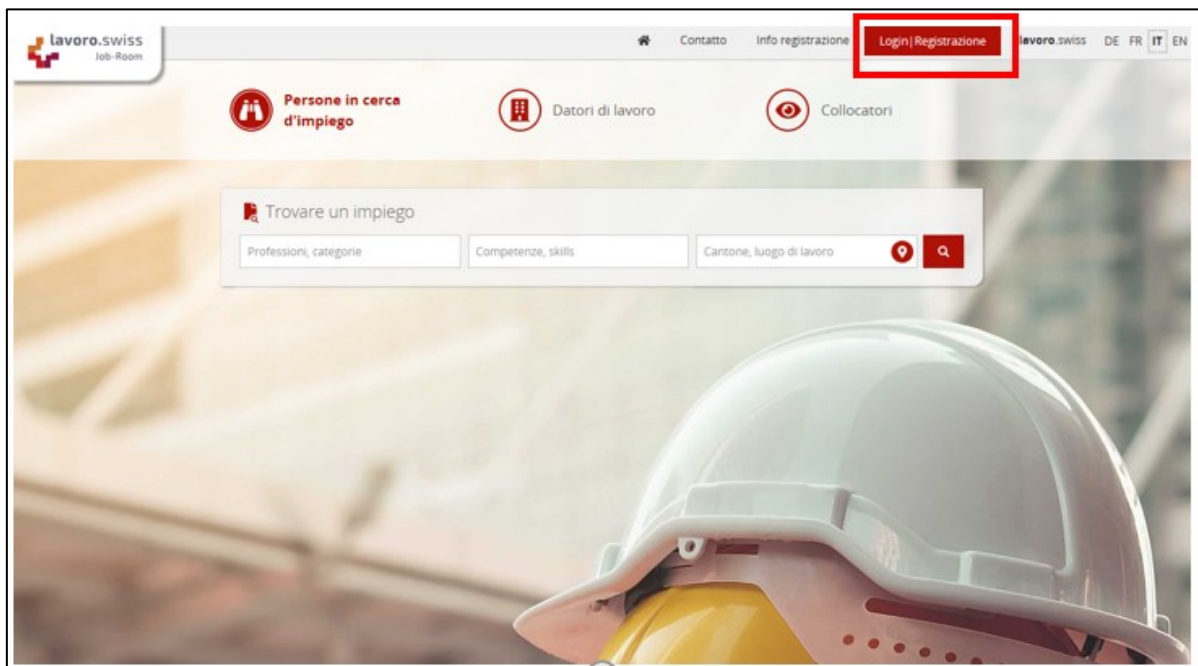 lavoro.swiss
Job-Room
Contatto Info registrazione Login|Registrazione lavoro.swiss DE FR IT EN
Persone in cerca
d'impiego
Datori di lavoro
Collocatori
Trovare un impiego
Professioni, categorie
Competenze, skills
Cantone, luogo di lavoro